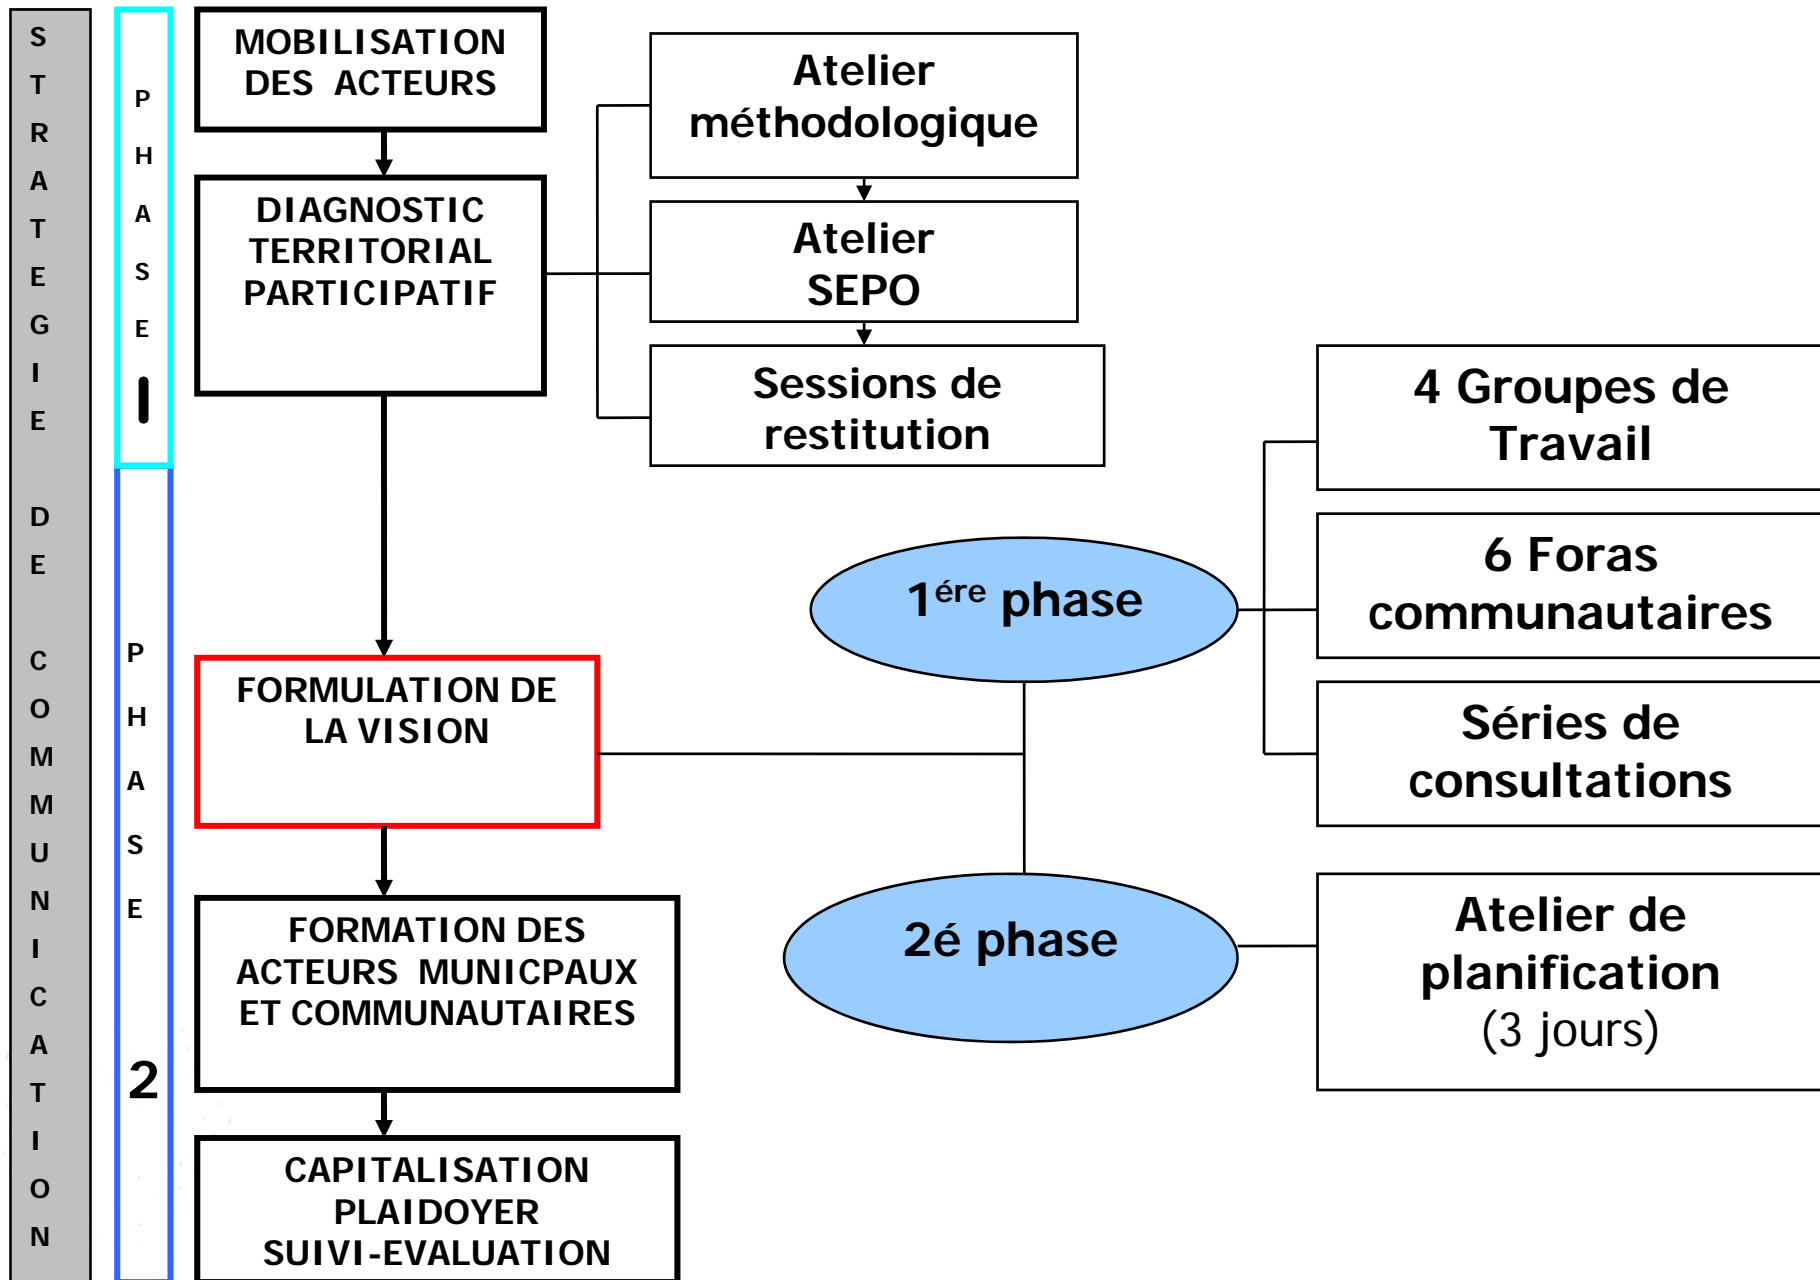 STRATEGIE DE COMMUNICATION
PHASE I
PHASE 2
MOBILISATION
DES ACTEURS
DIAGNOSTIC
TERRITORIAL
PARTICIPATIF
Atelier
méthodologique
Atelier
SEPO
Sessions de
restitution
FORMULATION DE
LA VISION
1ére phase
4 Groupes de
Travail
6 Foras
communautaires
Séries de
consultations
2é phase
Atelier de
planification
(3 jours)
FORMATION DES
ACTEURS MUNICPAUX
ET COMMUNAUTAIRES
CAPITALISATION
PLAIDOYER
SUIVI-EVALUATION